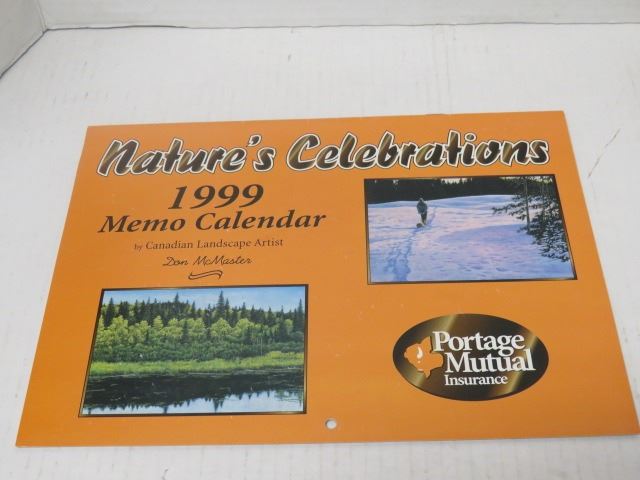 Nature's Celebrations
1999
Memo Calendar
by Canadian Landscape Artist
Don McMaster
Portage
Mutual
Insurance